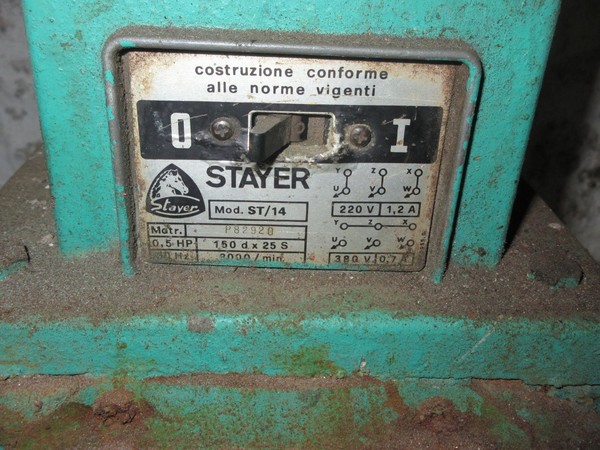 costruzione conforme
alle norme vigenti
O I
STAYER
Stayer
Mod. ST/14
Y Z X
U V W
220 V 1,2 A
Matr.
Y Z X
0,5 HP 150 d x 25 S
U V W
Hz /min.
380 V 0,7 A